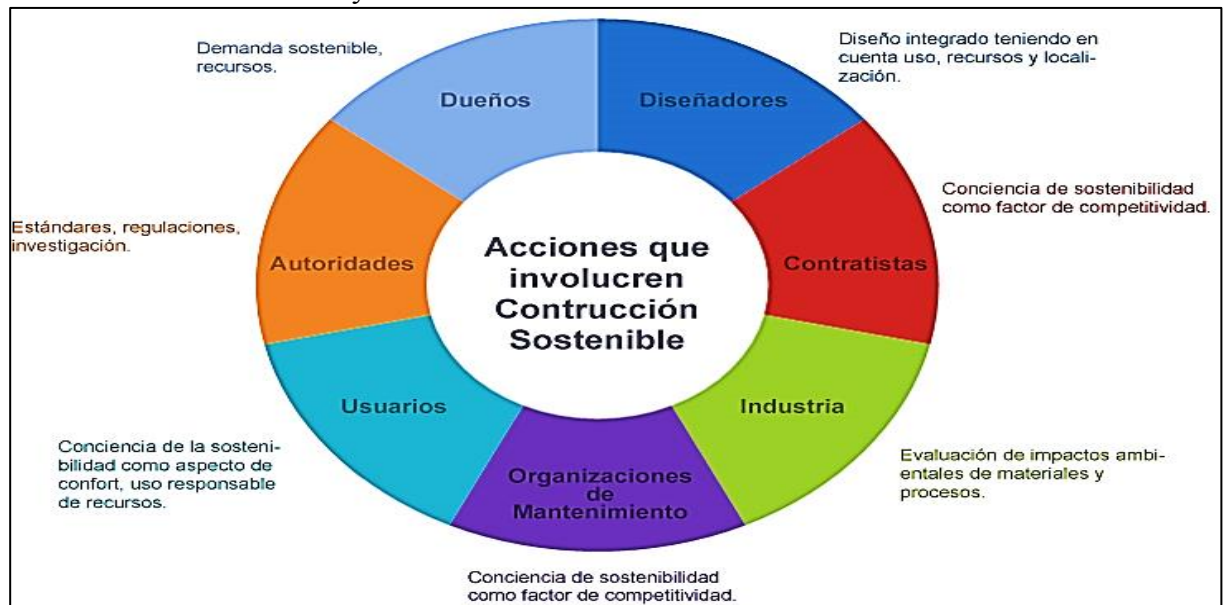 y
Demanda sostenible,
recursos.
Dueños
Diseñadores
Diseño integrado teniendo en
cuenta uso, recursos y locali-
zación.
Estándares, regulaciones,
investigación.
Autoridades
Acciones que
involucren
Contrucción
Sostenible
Contratistas
Conciencia de sostenibilidad
como factor de competitividad.
Usuarios
Industria
Conciencia de la sosteni-
bilidad como aspecto de
confort, uso responsable
de recursos.
Organizaciones
de
Mantenimiento
Evaluación de impactos ambi-
entales de materiales y
procesos.
Conciencia de sostenibilidad
como factor de competitividad.